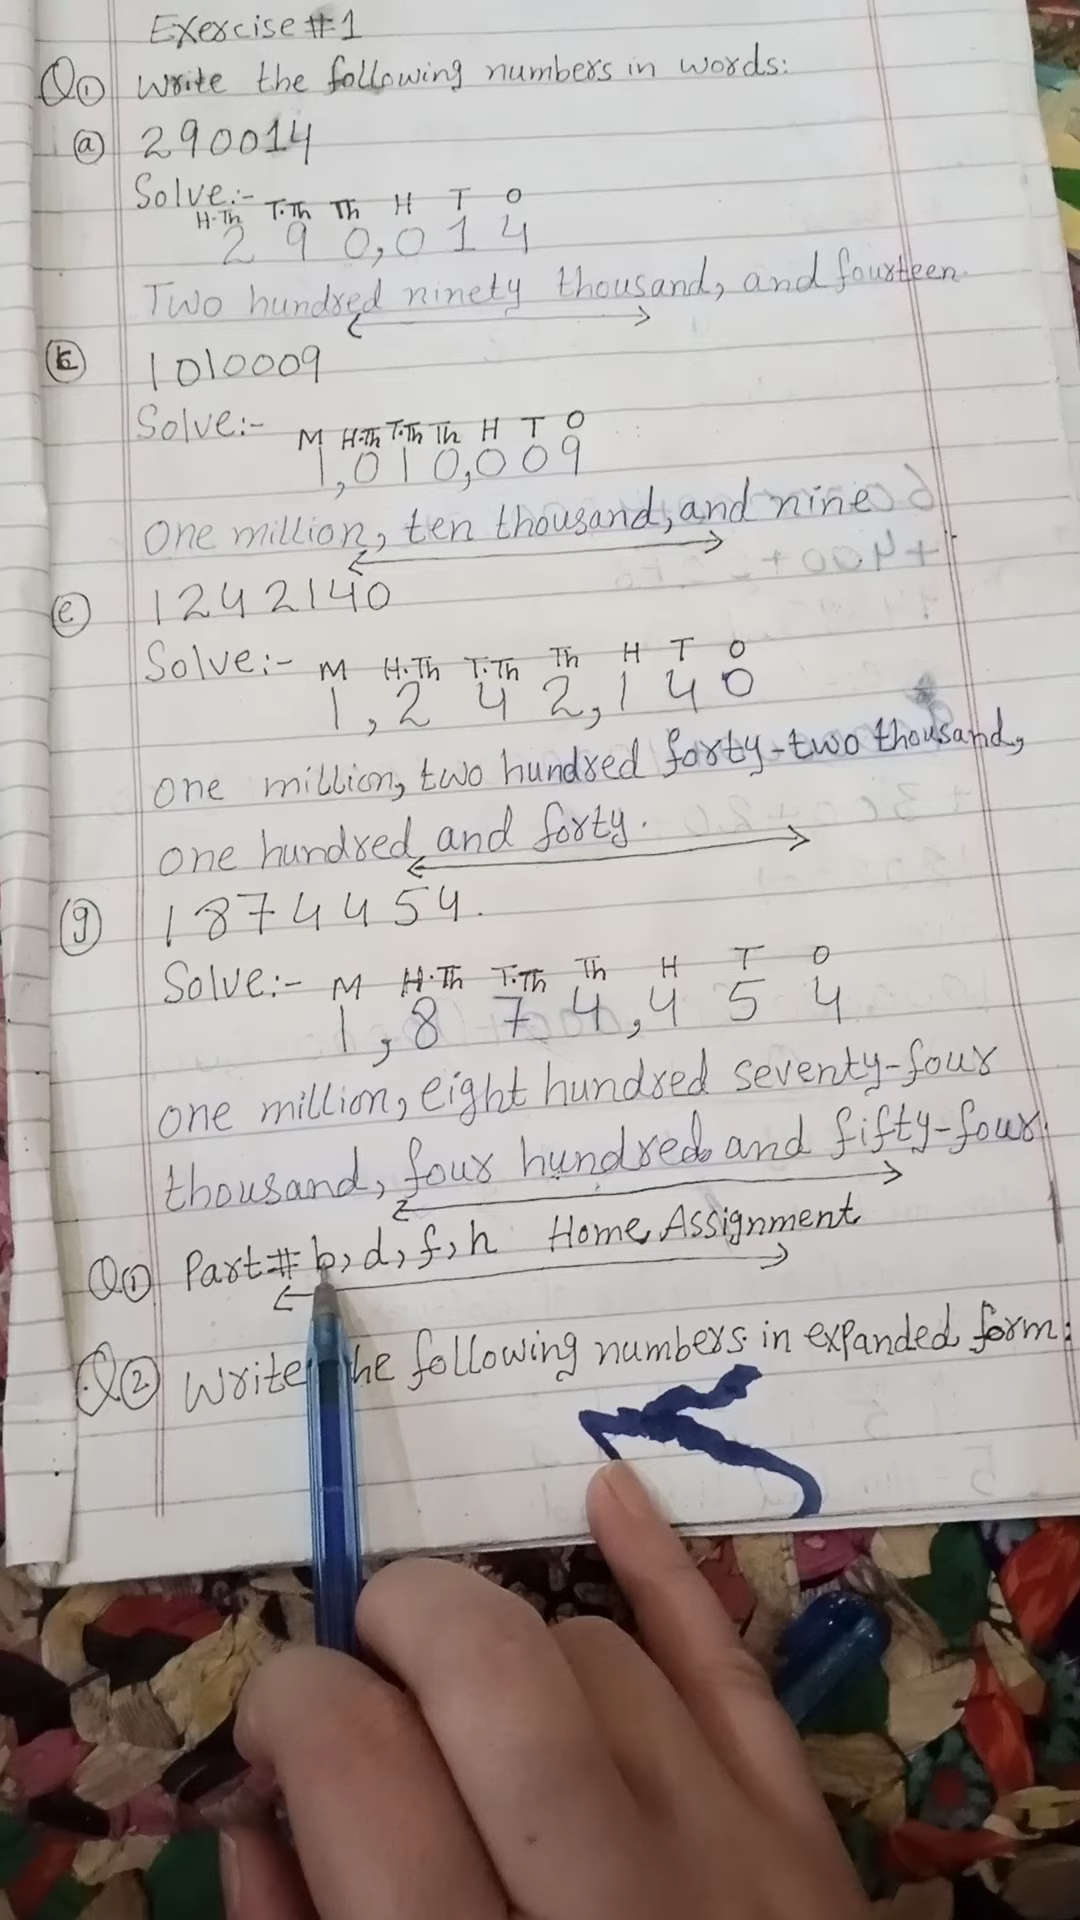 Exercise #1
Q① Write the following numbers in words:
ⓐ 290014
Solve:-
H.Th T.Th Th H T O
2 9 0,0 1 4
Two hundred ninety thousand, and fourteen.
ⓒ 1010009
Solve:-
M H.Th T.Th Th H T O
1,0 1 0,0 0 9
One million, ten thousand, and nine
ⓔ 1242140
Solve:- M H.Th T.Th Th H T O
1,2 4 2,1 4 0
one million, two hundred forty-two thousand,
one hundred and forty.
ⓖ 1874454.
Solve:- M H.Th T.Th Th H T O
1,8 7 4,4 5 4
one million, eight hundred seventy-four
thousand, four hundred and fifty-four
Q① Part# b, d, f, h Home Assignment
Q② Write the following numbers in expanded form: